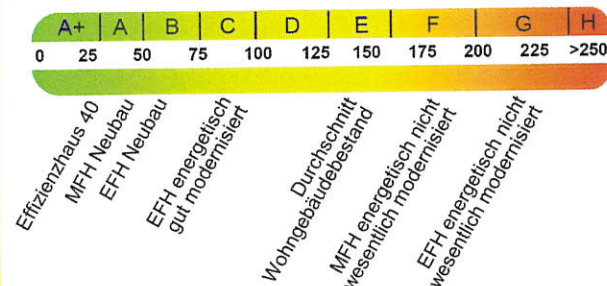 A+ A B C D E F G H
0 25 50 75 100 125 150 175 200 225 >250
Effizienzhaus 40
MFH Neubau
EFH Neubau
EFH energetisch
gut modernisiert
Durchschnitt
Wohngebäudebestand
MFH energetisch nicht
wesentlich modernisiert
EFH energetisch nicht
wesentlich modernisiert